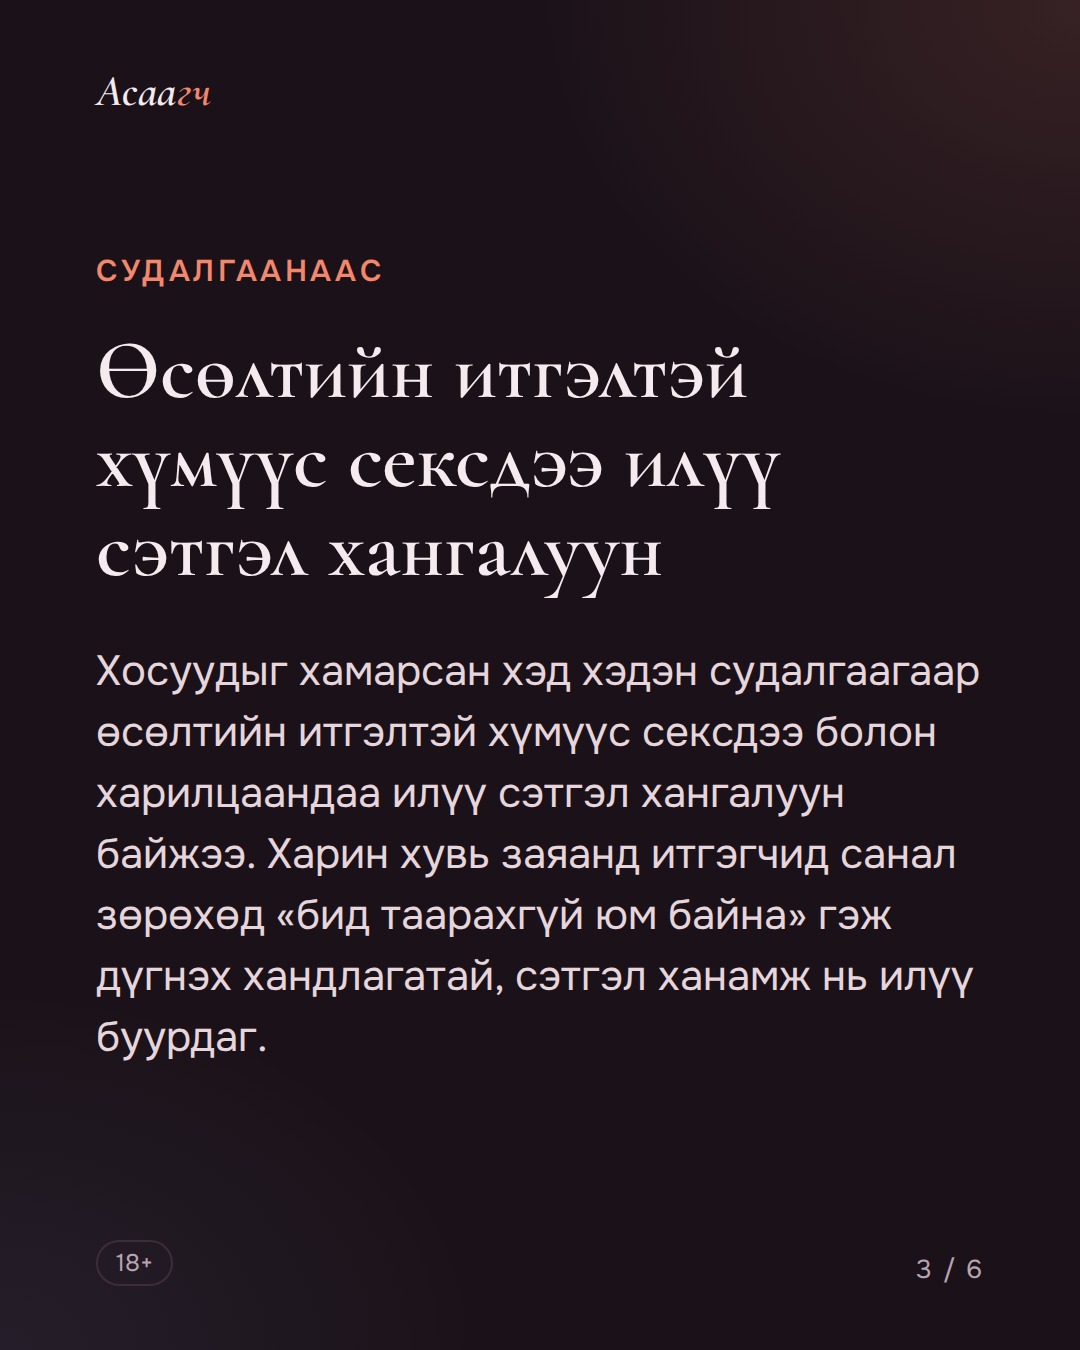 Асаагч
СУДАЛГААНААС
Өсөлтийн итгэлтэй
хүмүүс сексдээ илүү
сэтгэл хангалуун
Хосуудыг хамарсан хэд хэдэн судалгаагаар
өсөлтийн итгэлтэй хүмүүс сексдээ болон
харилцаандаа илүү сэтгэл хангалуун
байжээ. Харин хувь заяанд итгэгчид санал
зөрөхөд «бид таарахгүй юм байна» гэж
дүгнэх хандлагатай, сэтгэл ханамж нь илүү
буурдаг.
18+
3 / 6